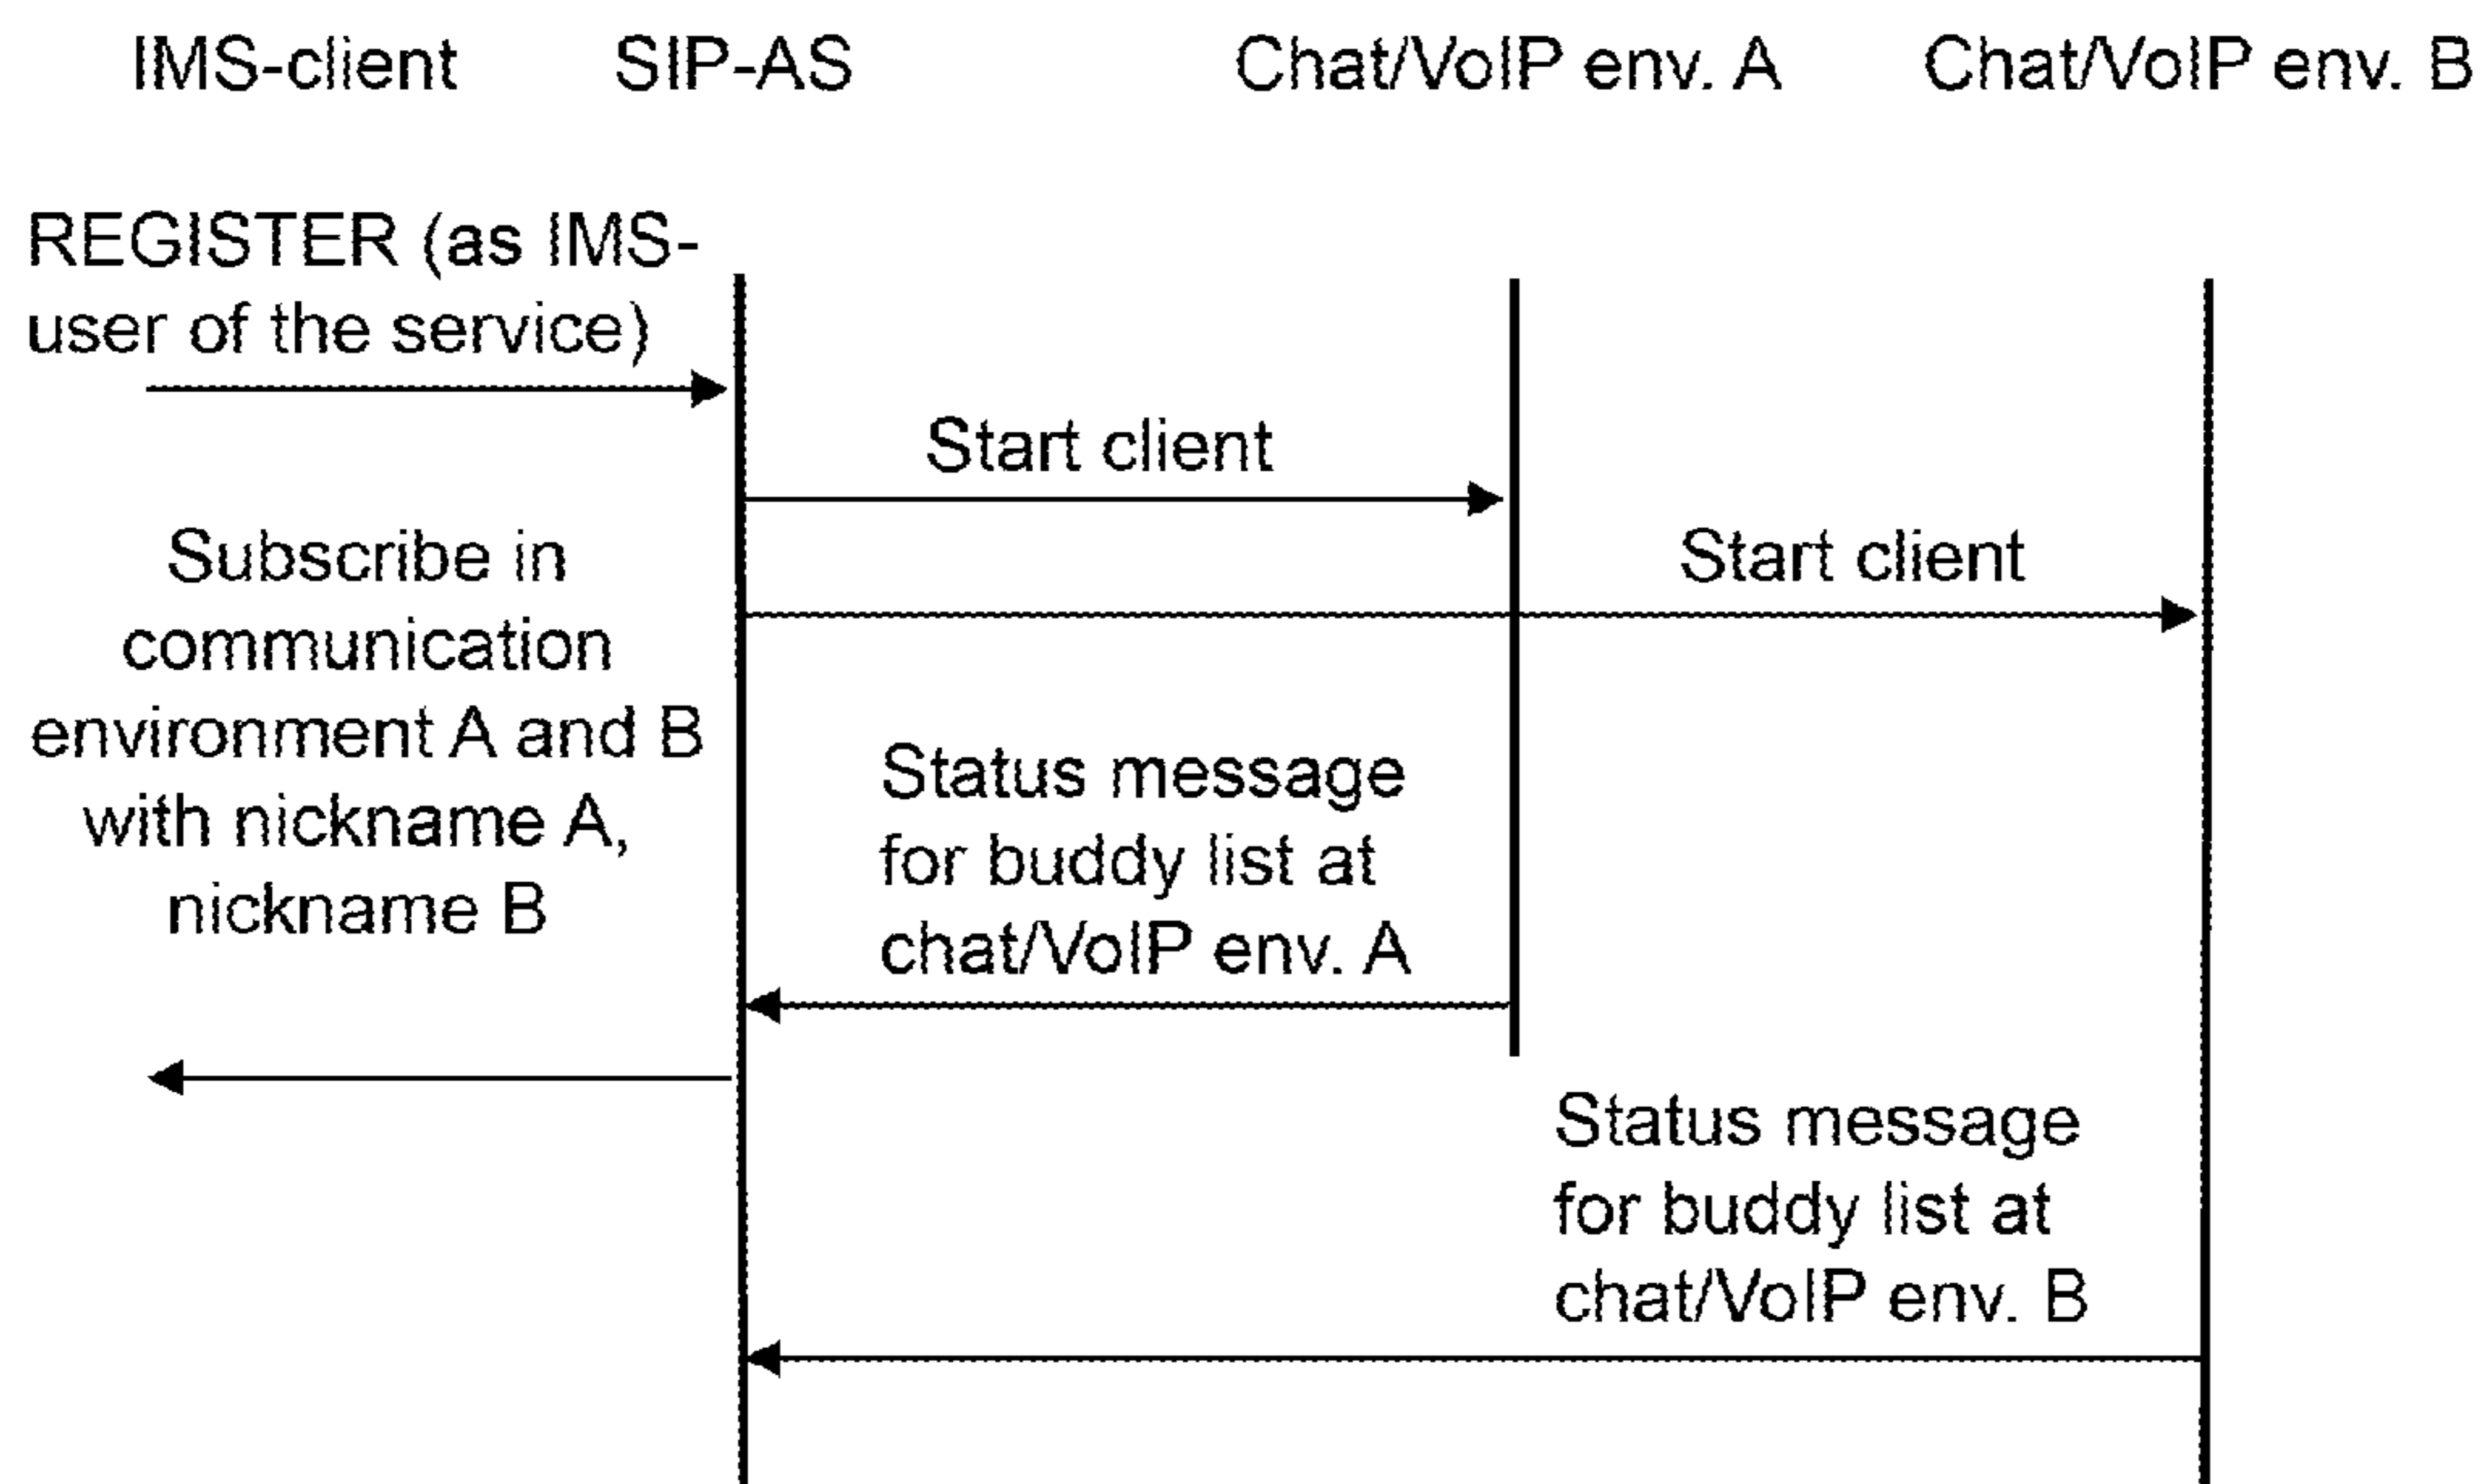 IMS-client SIP-AS Chat/VoIP env. A Chat/VoIP env. B
REGISTER (as IMS-
user of the service)
Start client
Subscribe in
communication
environment A and B
with nickname A,
nickname B
Start client
Status message
for buddy list at
chat/VoIP env. A
Status message
for buddy list at
chat/VoIP env. B